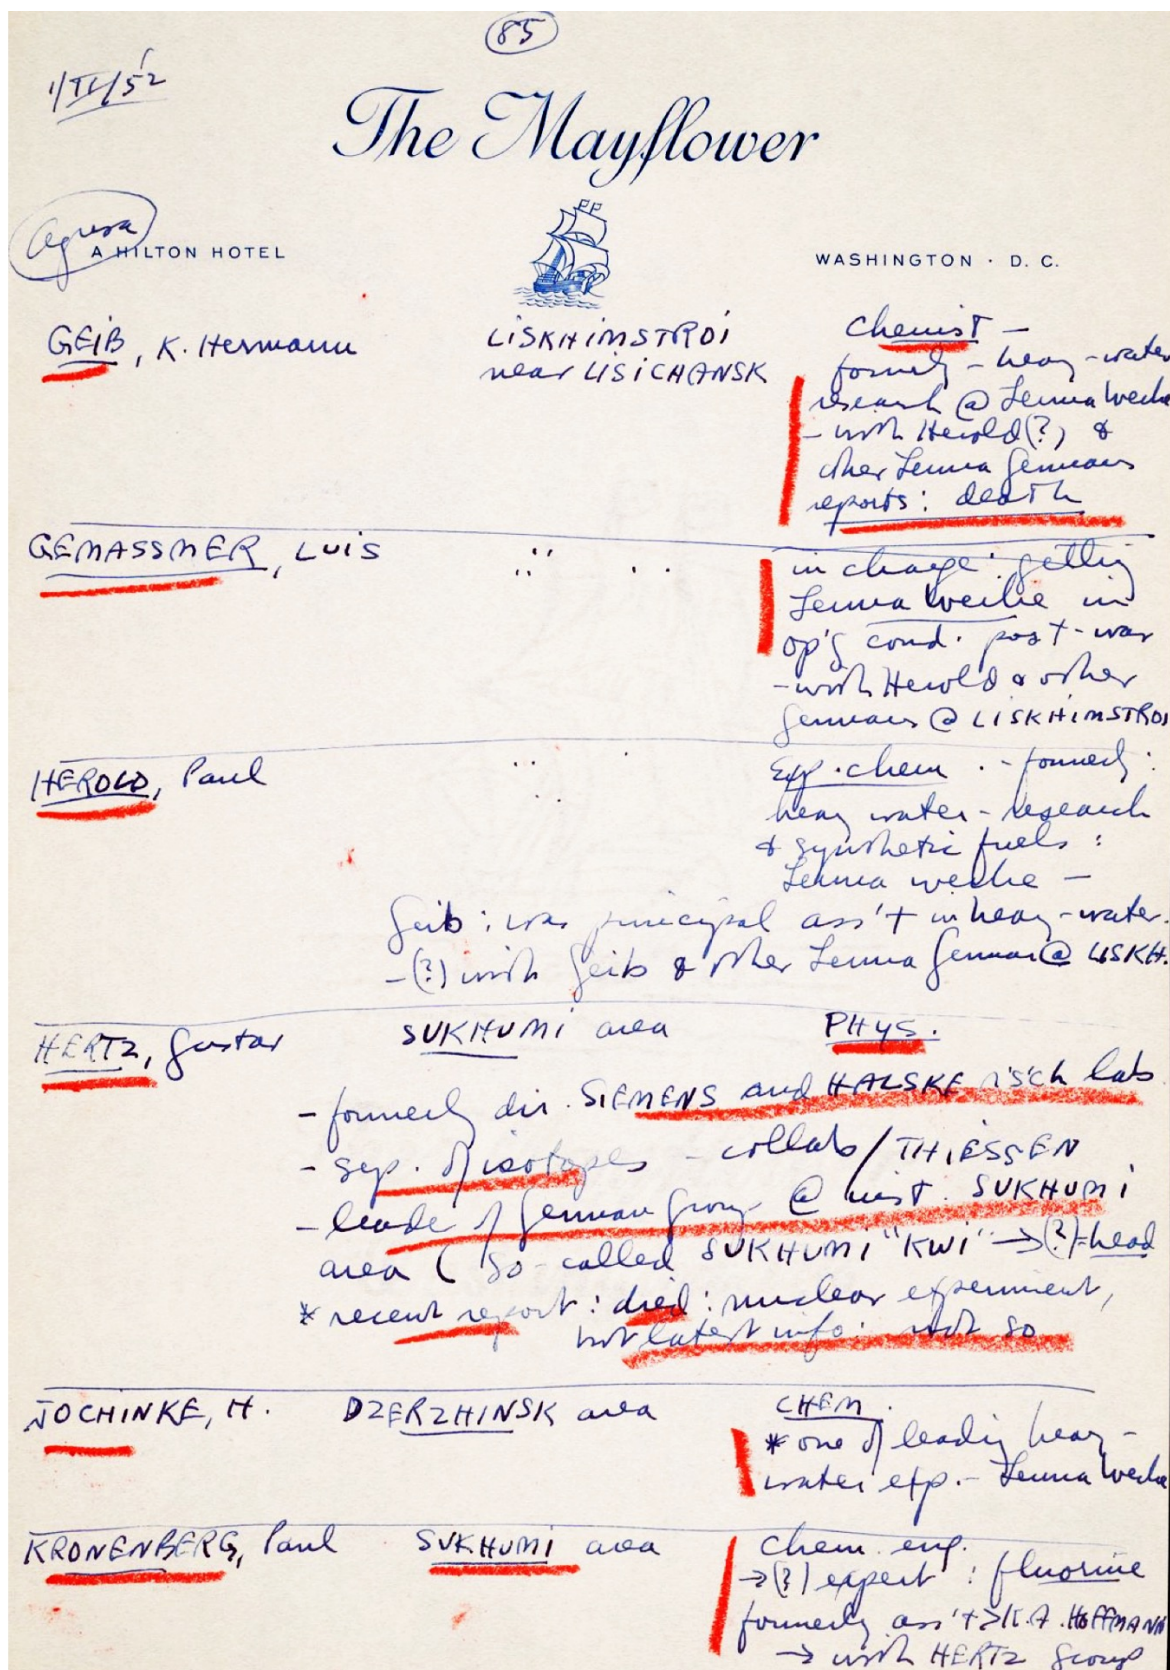 85
1/II/52
The Mayflower
A HILTON HOTEL
WASHINGTON · D. C.
GEIB, K. Hermann
LISKHIMSTROI
near LISICHANSK
Chemist –
formerly – heavy-water
research @ Leuna Werke
– with Herold (?) &
other Leuna Germans
reports: death
GEMASSMER, LUIS
" "
in charge: getting
Leuna Werke in
op'g cond. post-war
– with Herold & other
Germans @ LISKHIMSTROI
HEROLD, Paul
" "
Exp. chem. – formerly:
heavy water – research
& synthetic fuels:
Leuna werke –
Geib: was principal ass't in heavy-water.
– (?) with Geib & other Leuna German @ LISKH.
HERTZ, Gustav
SUKHUMI area
PHYS.
– formerly dir. SIEMENS and HALSKE rs'ch lab
– sep. of isotopes – collab/THIESSEN
– leader of German group @ inst. SUKHUMI
area (so-called SUKHUMI "KWI" → (?) head
* recent report: died: nuclear experiment,
but latest info: not so
JOCHINKE, H.
DZERZHINSK area
CHEM.
* one of leading heavy-
water exp. – Leuna Werke
KRONENBERG, Paul
SUKHUMI area
Chem. eng.
→ (?) expert: fluorine
formerly ass't > K.A. HOFFMANN
→ with HERTZ group